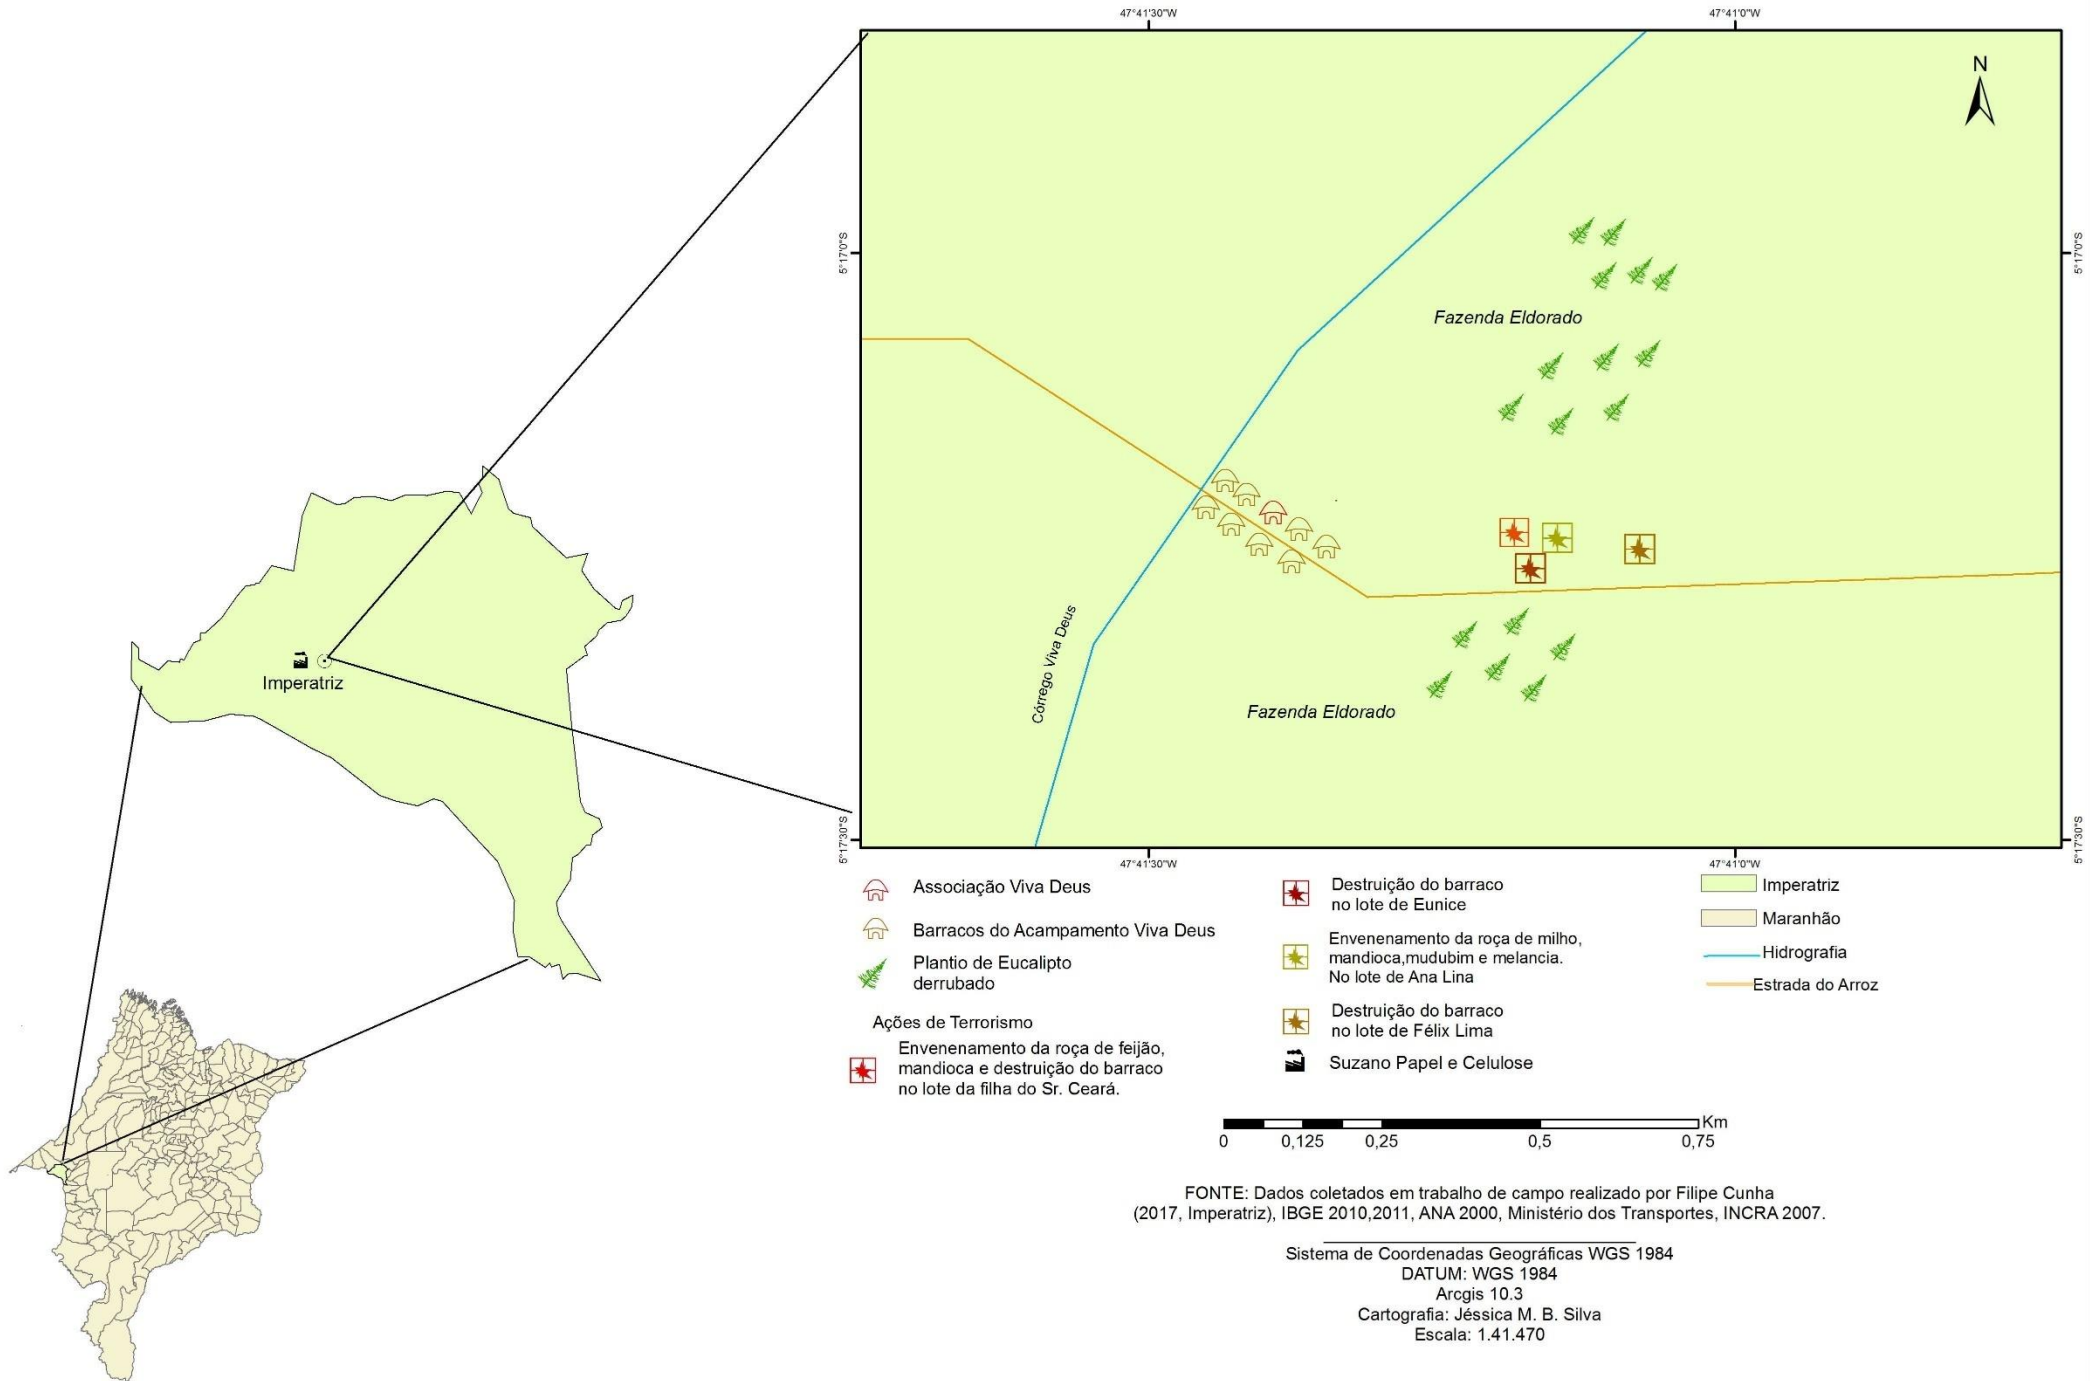 47°41'30"W
47°41'0"W
N
5°17'0"S
5°17'0"S
Fazenda Eldorado
Córrego Viva Deus
Fazenda Eldorado
Imperatriz
5°17'30"S
5°17'30"S
47°41'30"W
47°41'0"W
Associação Viva Deus
Barracos do Acampamento Viva Deus
Plantio de Eucalipto
derrubado
Ações de Terrorismo
Envenenamento da roça de feijão,
mandioca e destruição do barraco
no lote da filha do Sr. Ceará.
Destruição do barraco
no lote de Eunice
Envenenamento da roça de milho,
mandioca,mudubim e melancia.
No lote de Ana Lina
Destruição do barraco
no lote de Félix Lima
Suzano Papel e Celulose
Imperatriz
Maranhão
Hidrografia
Estrada do Arroz
Km
0 0,125 0,25 0,5 0,75
FONTE: Dados coletados em trabalho de campo realizado por Filipe Cunha
(2017, Imperatriz), IBGE 2010,2011, ANA 2000, Ministério dos Transportes, INCRA 2007.
Sistema de Coordenadas Geográficas WGS 1984
DATUM: WGS 1984
Arcgis 10.3
Cartografia: Jéssica M. B. Silva
Escala: 1.41.470